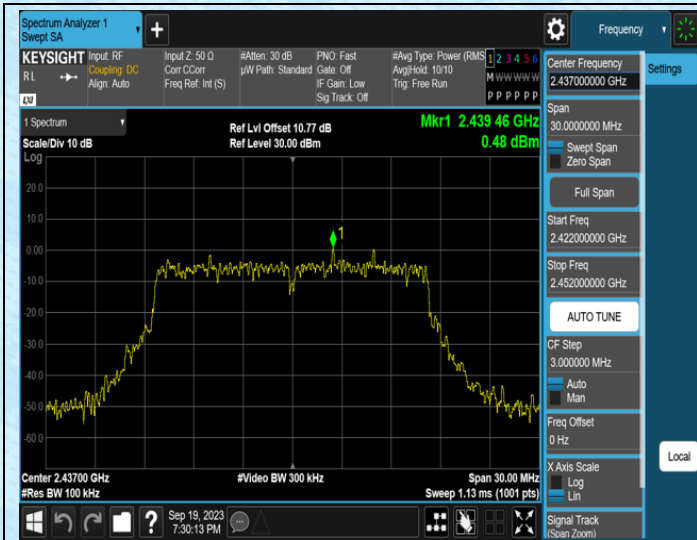 Spectrum Analyzer 1
Swept SA
+
Frequency
KEYSIGHT
RL
LXI
Input: RF
Coupling: DC
Align: Auto
Input Z: 50 Ω
Corr CCorr
Freq Ref: Int (S)
#Atten: 30 dB
µW Path: Standard
PNO: Fast
Gate: Off
IF Gain: Low
Sig Track: Off
#Avg Type: Power (RMS
Avg|Hold: 10/10
Trig: Free Run
1 2 3 4 5 6
M W W W W W
P P P P P P
1 Spectrum
Scale/Div 10 dB
Log
Ref Lvl Offset 10.77 dB
Ref Level 30.00 dBm
Mkr1 2.439 46 GHz
0.48 dBm
20.0
10.0
0.00
-10.0
-20.0
-30.0
-40.0
-50.0
-60.0
1
Center 2.43700 GHz
#Res BW 100 kHz
#Video BW 300 kHz
Span 30.00 MHz
Sweep 1.13 ms (1001 pts)
Sep 19, 2023
7:30:13 PM
?
Center Frequency
2.437000000 GHz
Span
30.0000000 MHz
Swept Span
Zero Span
Full Span
Start Freq
2.422000000 GHz
Stop Freq
2.452000000 GHz
AUTO TUNE
CF Step
3.000000 MHz
Auto
Man
Freq Offset
0 Hz
X Axis Scale
Log
Lin
Signal Track
(Span Zoom)
Settings
Local